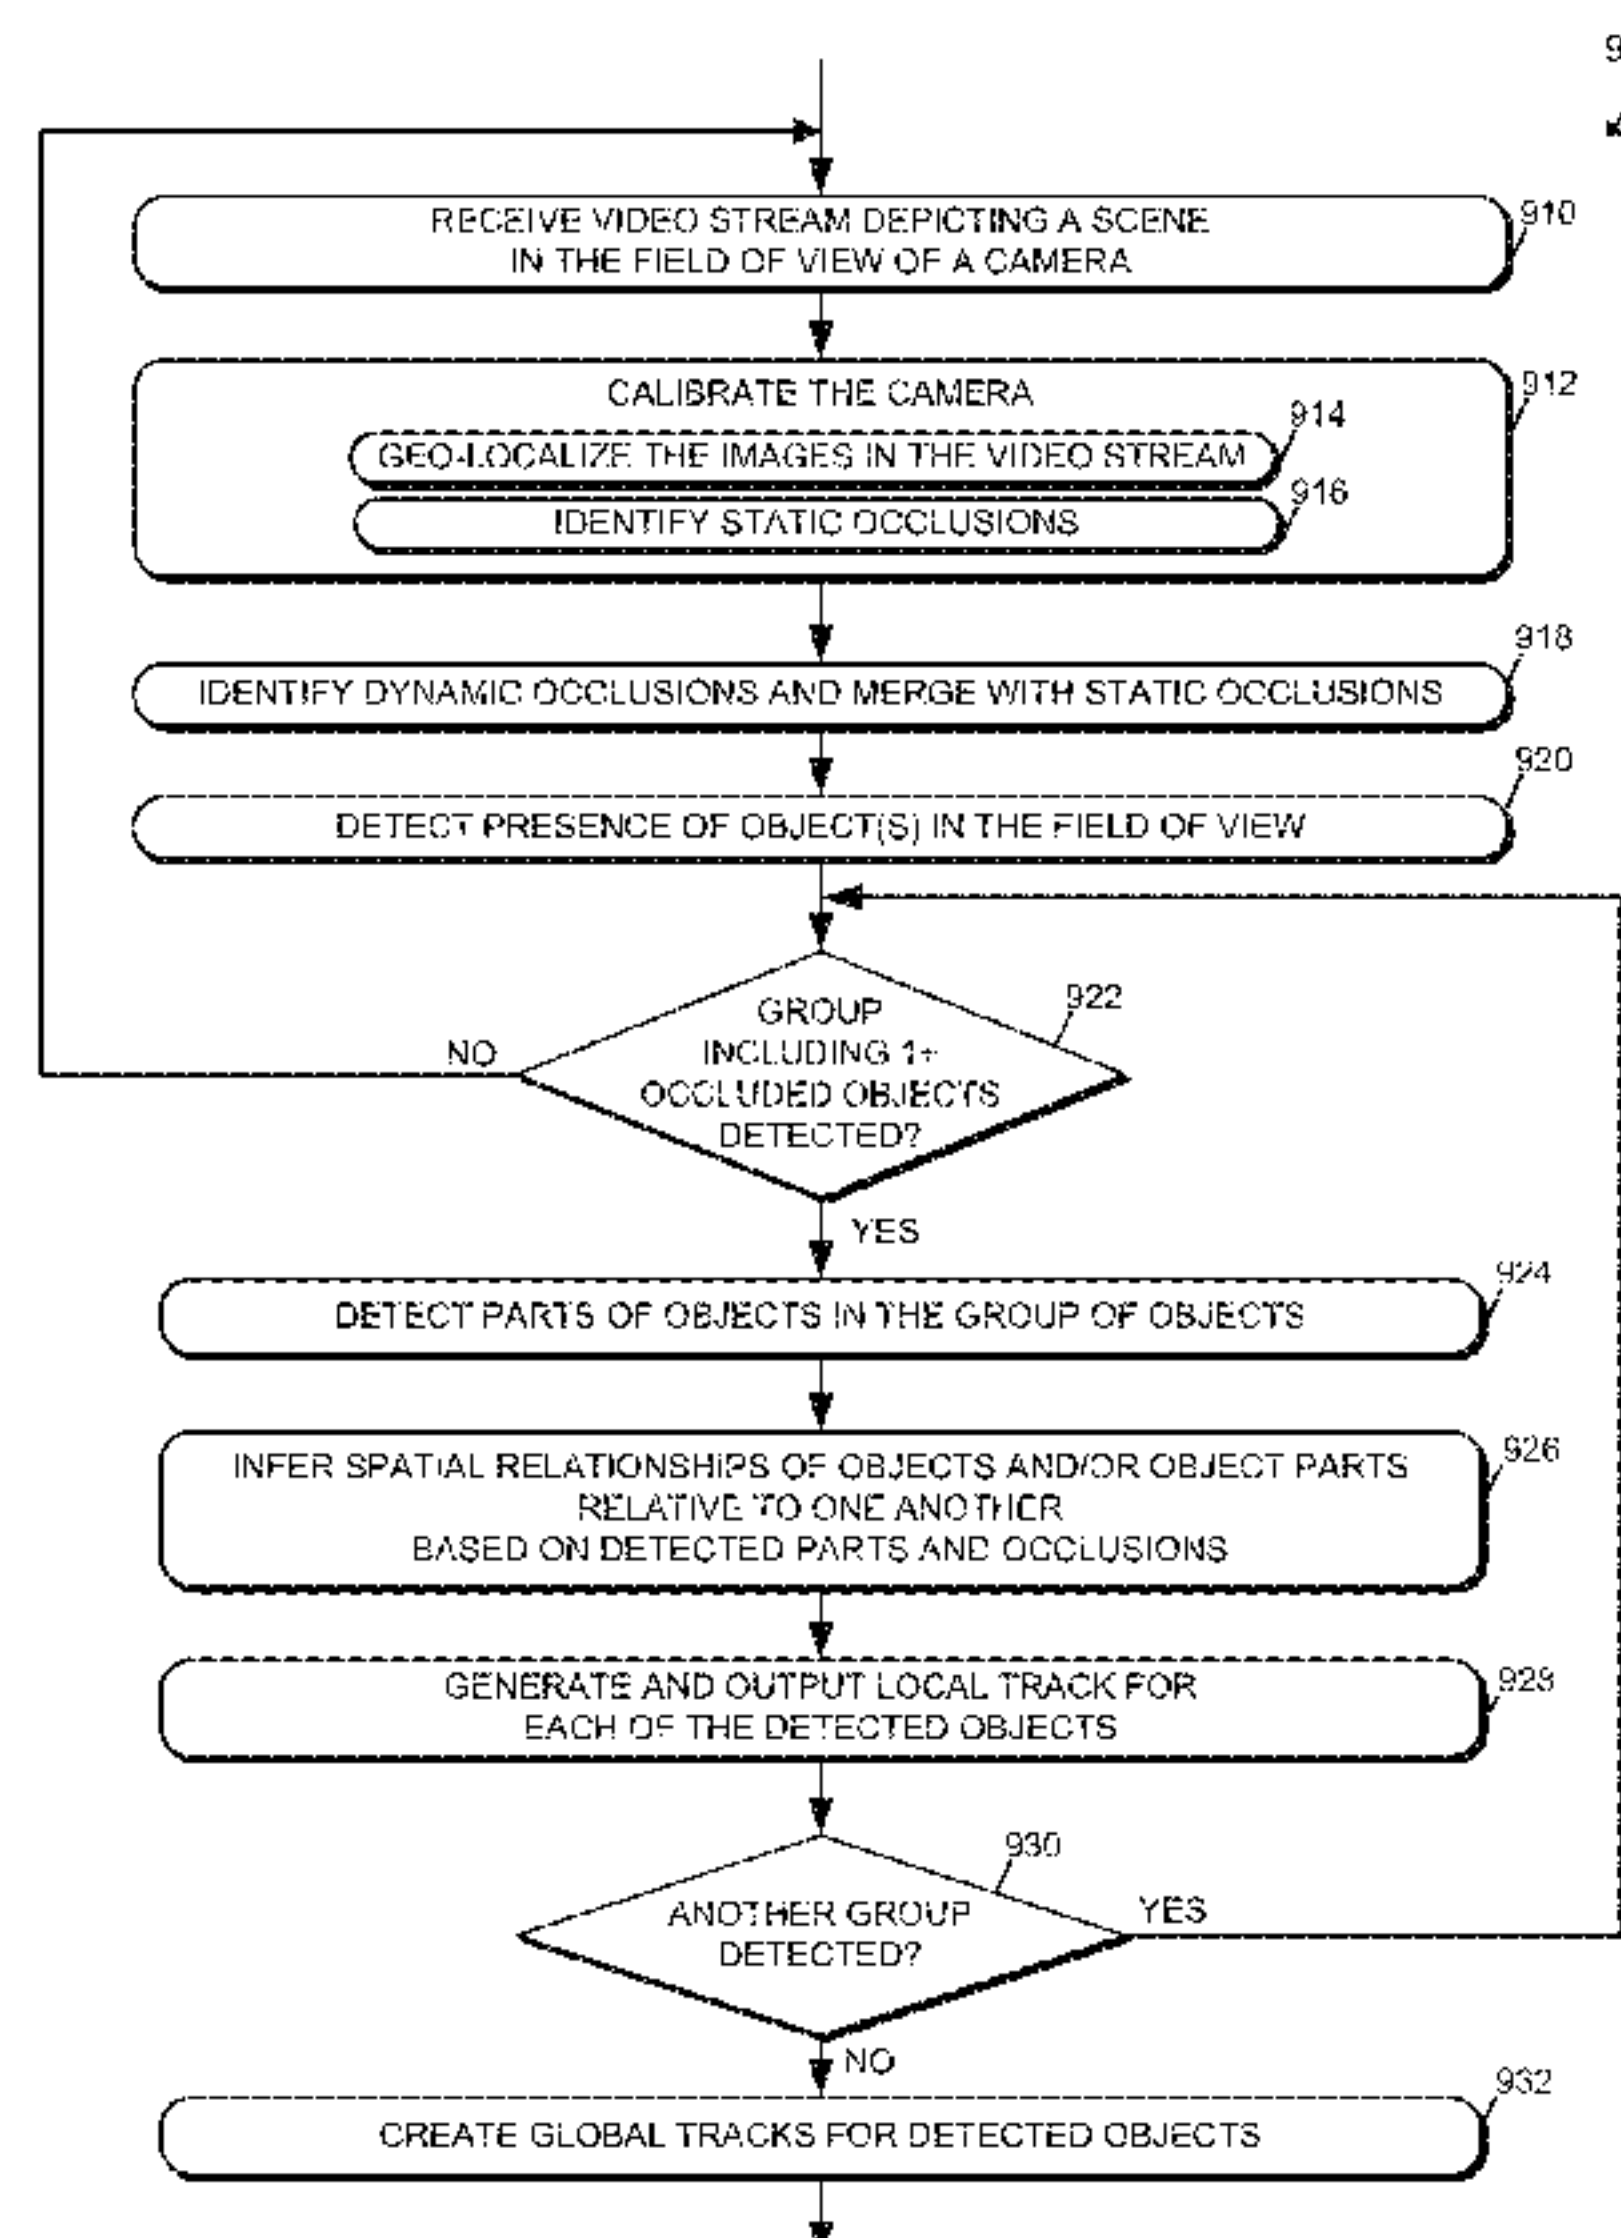 9
RECEIVE VIDEO STREAM DEPICTING A SCENE
IN THE FIELD OF VIEW OF A CAMERA
910
CALIBRATE THE CAMERA
912
914
GEO-LOCALIZE THE IMAGES IN THE VIDEO STREAM
916
IDENTIFY STATIC OCCLUSIONS
918
IDENTIFY DYNAMIC OCCLUSIONS AND MERGE WITH STATIC OCCLUSIONS
920
DETECT PRESENCE OF OBJECT(S) IN THE FIELD OF VIEW
922
GROUP
INCLUDING 1+
OCCLUDED OBJECTS
DETECTED?
NO
YES
924
DETECT PARTS OF OBJECTS IN THE GROUP OF OBJECTS
926
INFER SPATIAL RELATIONSHIPS OF OBJECTS AND/OR OBJECT PARTS
RELATIVE TO ONE ANOTHER
BASED ON DETECTED PARTS AND OCCLUSIONS
928
GENERATE AND OUTPUT LOCAL TRACK FOR
EACH OF THE DETECTED OBJECTS
930
ANOTHER GROUP
DETECTED?
YES
NO
932
CREATE GLOBAL TRACKS FOR DETECTED OBJECTS